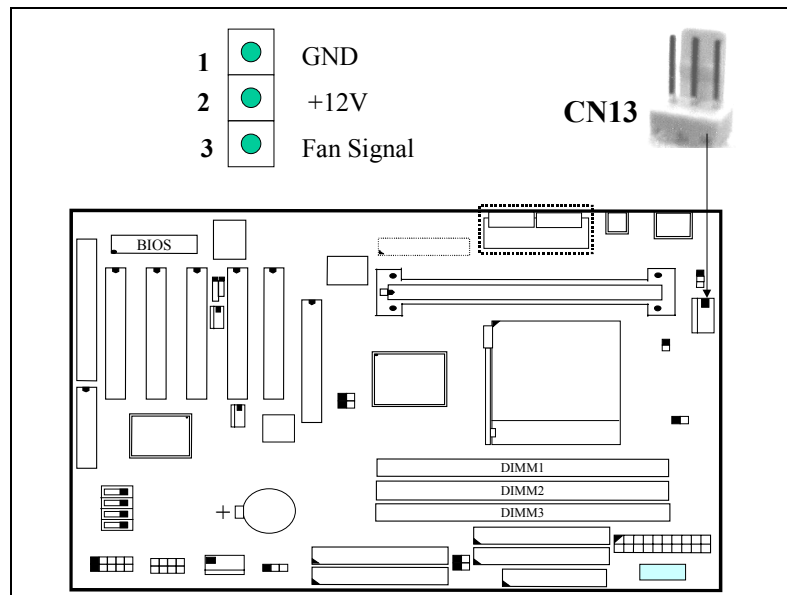 1 GND
2 +12V
3 Fan Signal
CN13
BIOS
DIMM1
DIMM2
DIMM3
+